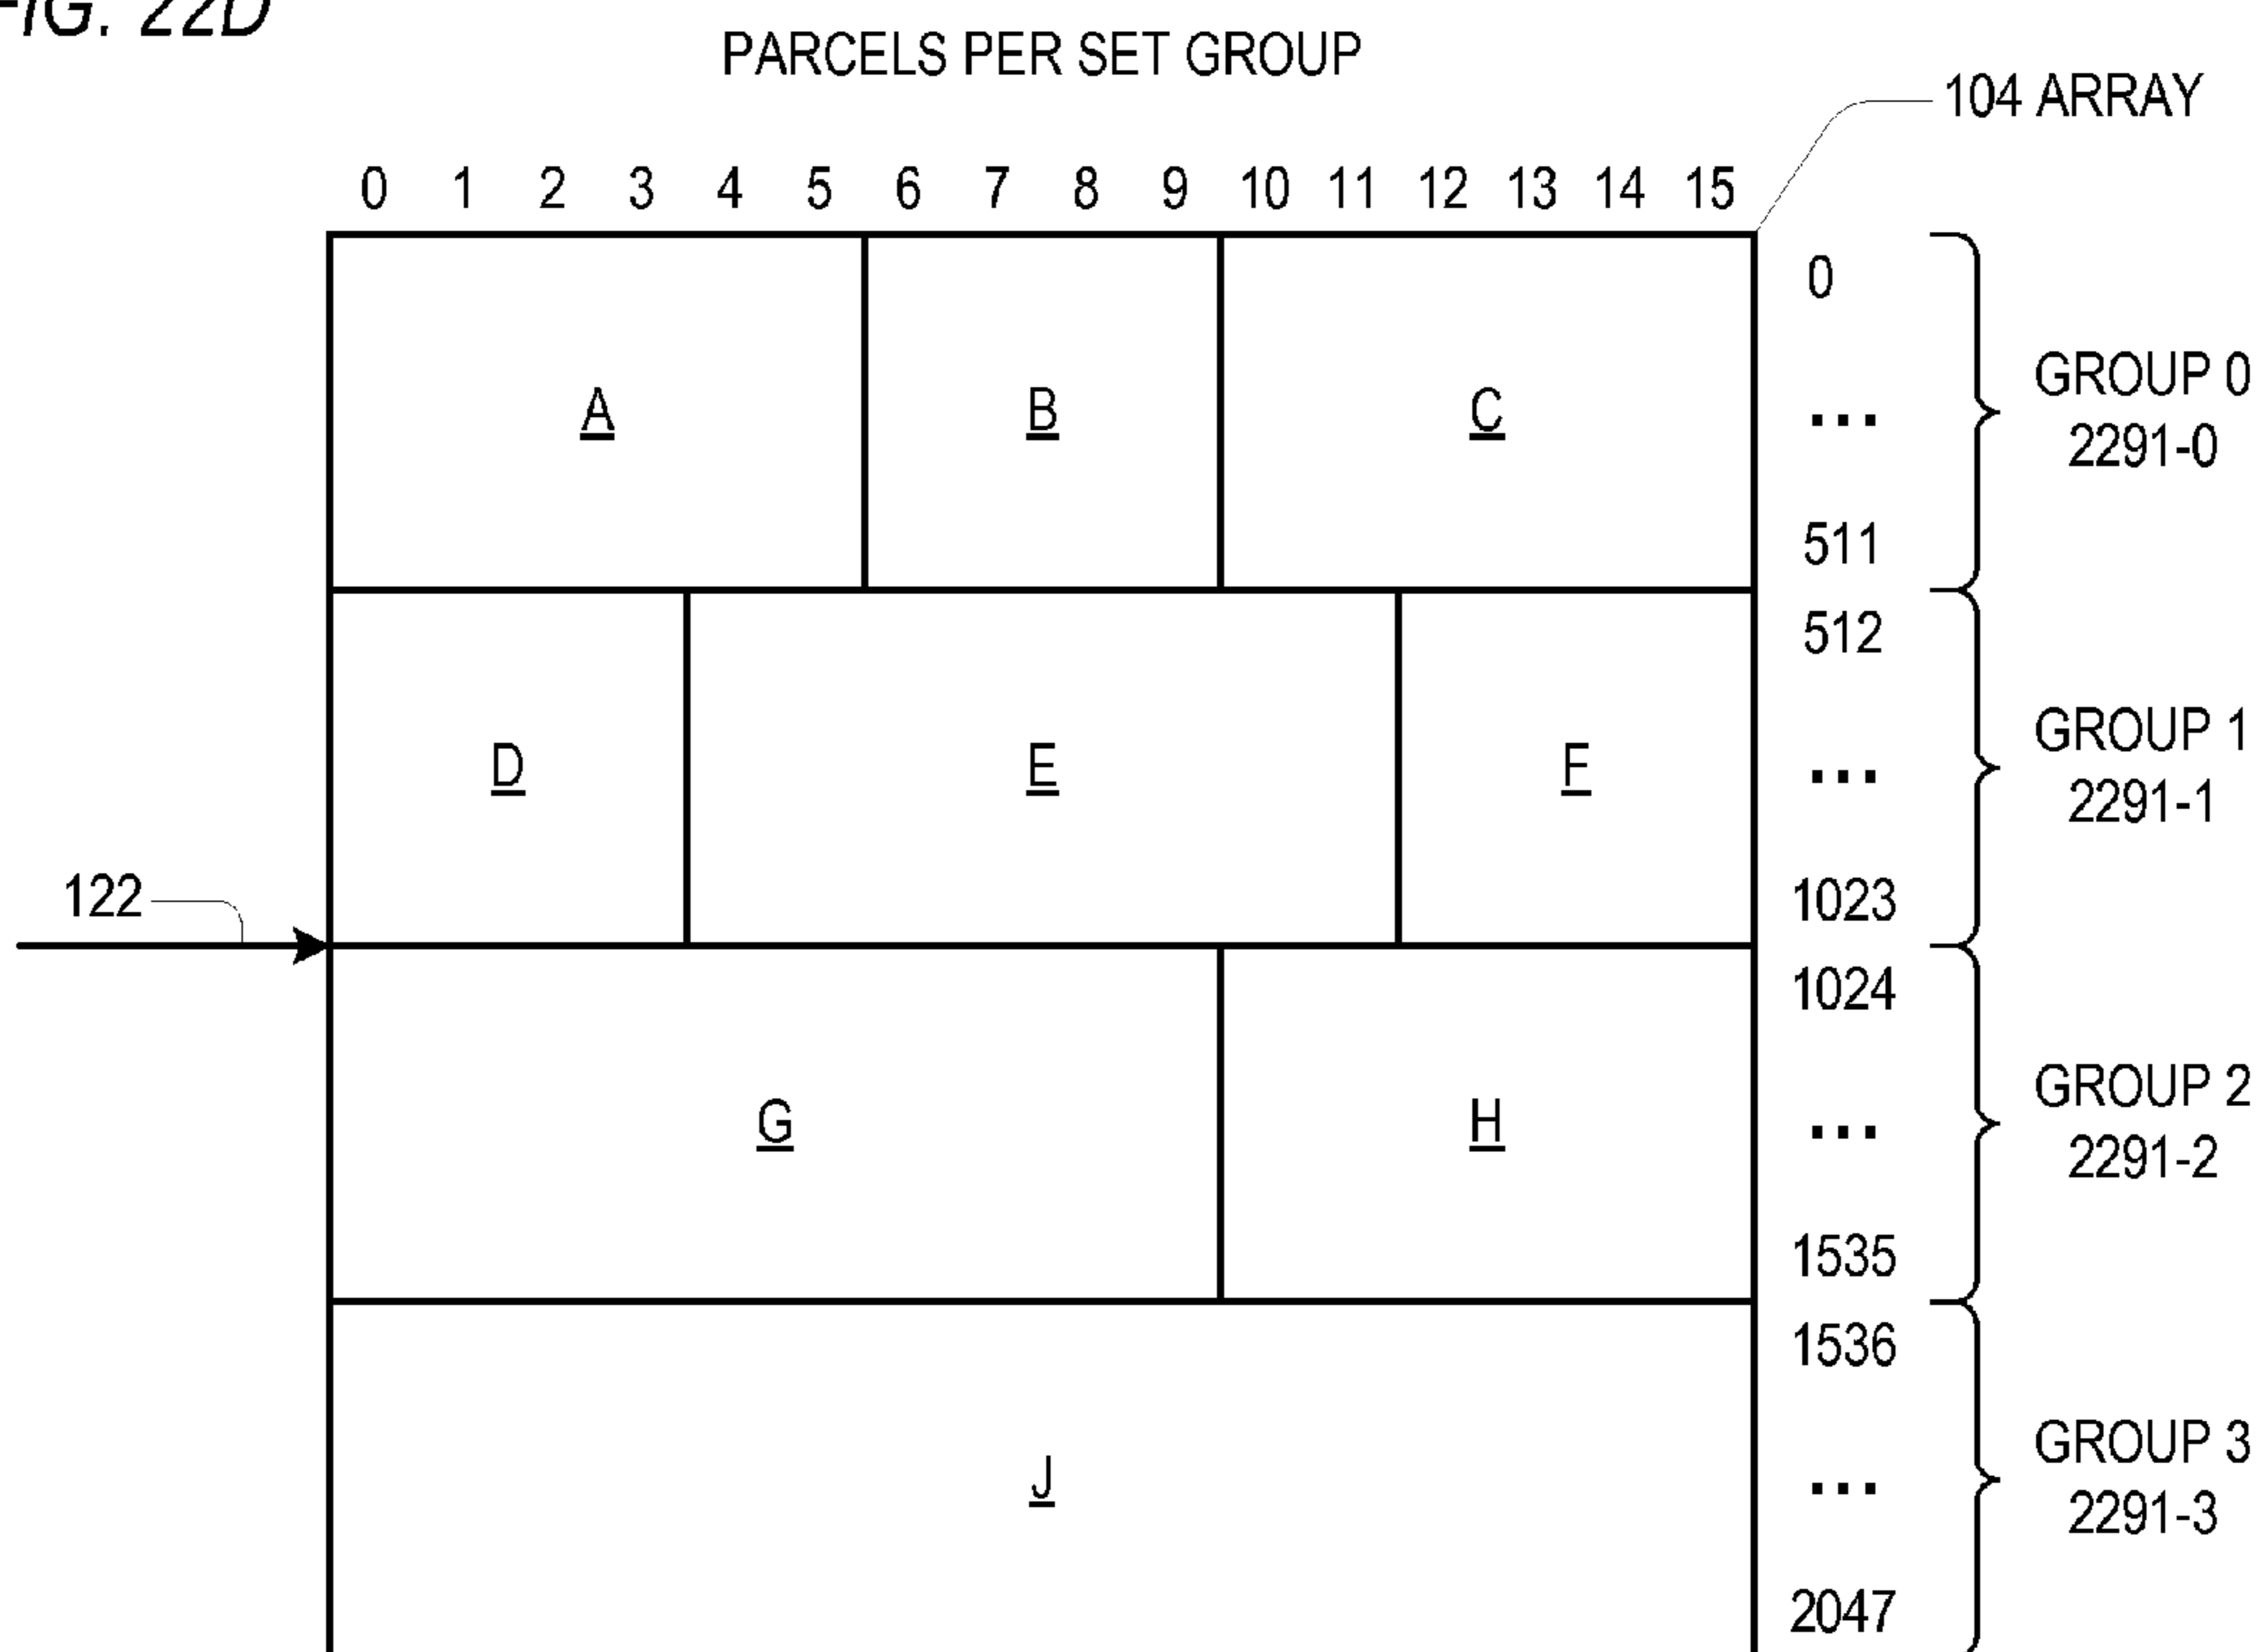 FIG. 22D
PARCELS PER SET GROUP
104 ARRAY
0 1 2 3 4 5 6 7 8 9 10 11 12 13 14 15
0
A B C
...
GROUP 0
2291-0
511
512
D E F
...
GROUP 1
2291-1
122
1023
1024
G H
...
GROUP 2
2291-2
1535
1536
J
...
GROUP 3
2291-3
2047